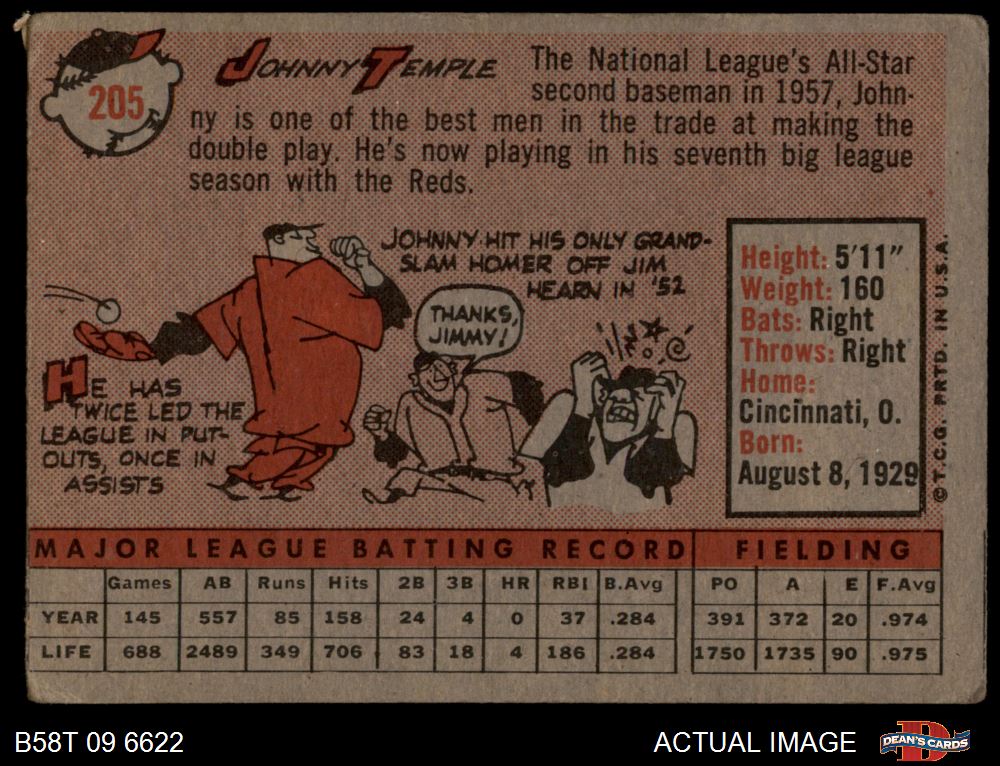 205
JOHNNY TEMPLE
The National League's All-Star
second baseman in 1957, John-
ny is one of the best men in the trade at making the
double play. He's now playing in his seventh big league
season with the Reds.
JOHNNY HIT HIS ONLY GRAND-
SLAM HOMER OFF JIM
HEARN IN '52
THANKS,
JIMMY!
HE HAS
TWICE LED THE
LEAGUE IN PUT-
OUTS, ONCE IN
ASSISTS
Height: 5'11"
Weight: 160
Bats: Right
Throws: Right
Home:
Cincinnati, O.
Born:
August 8, 1929
© T.C.G. PRTD. IN U.S.A.
MAJOR LEAGUE BATTING RECORD FIELDING
Games AB Runs Hits 2B 3B HR RBI B.Avg PO A E F.Avg
YEAR 145 557 85 158 24 4 0 37 .284 391 372 20 .974
LIFE 688 2489 349 706 83 18 4 186 .284 1750 1735 90 .975
B58T 09 6622
ACTUAL IMAGE
D
DEAN'S CARDS